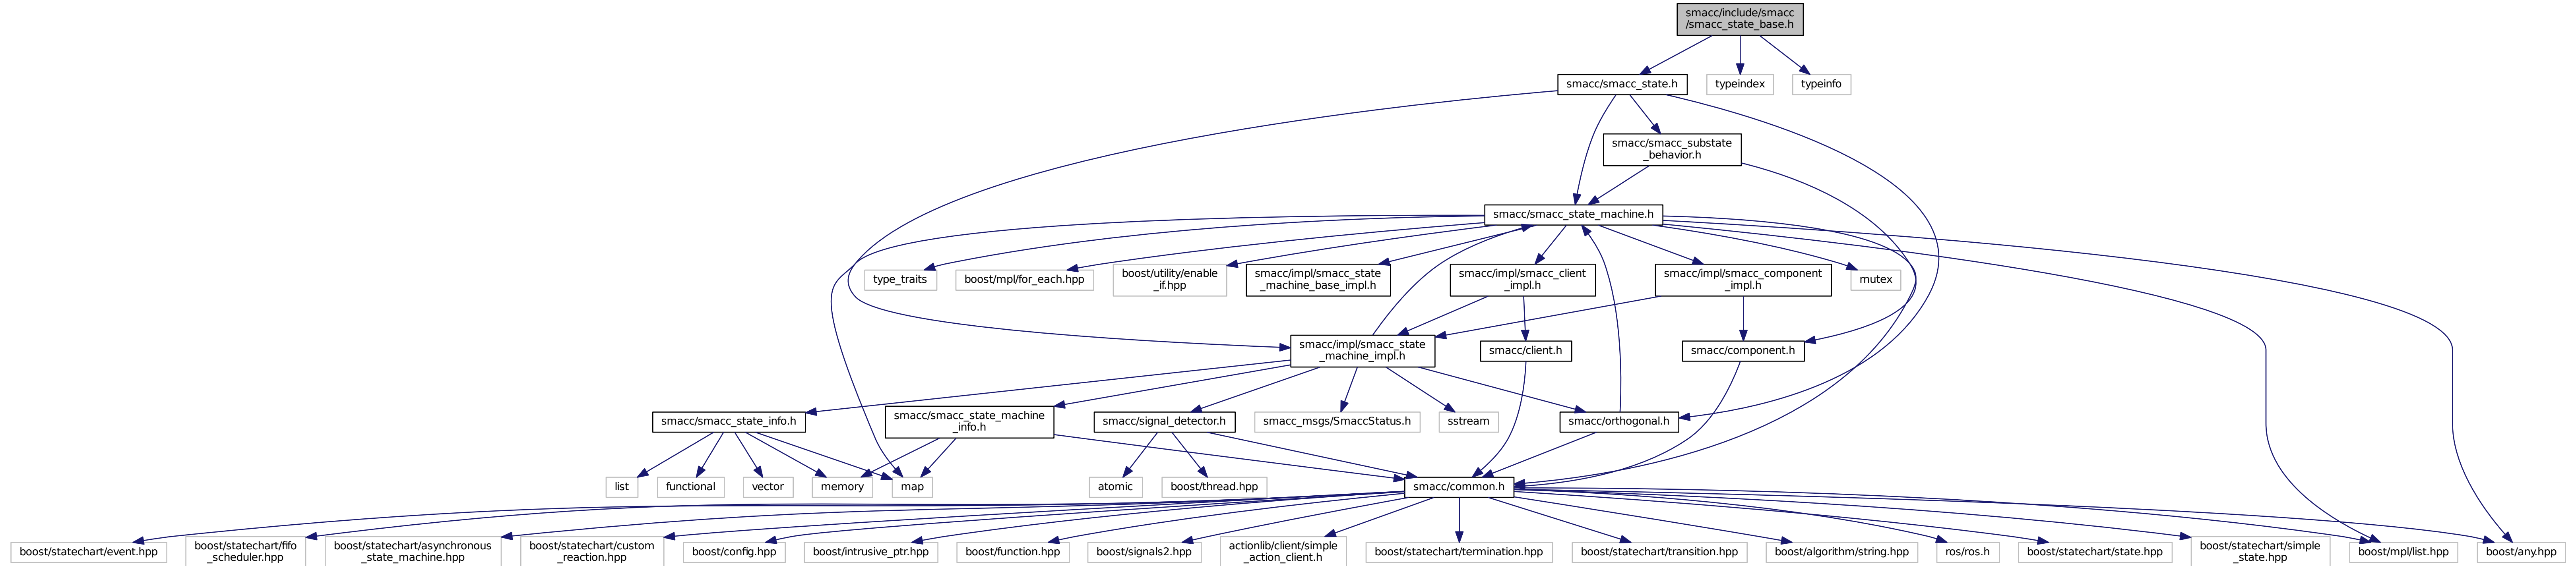 smacc/include/smacc
/smacc_state_base.h
smacc/smacc_state.h
typeindex
typeinfo
smacc/smacc_substate
_behavior.h
smacc/smacc_state_machine.h
type_traits
boost/mpl/for_each.hpp
boost/utility/enable
_if.hpp
smacc/impl/smacc_state
_machine_base_impl.h
smacc/impl/smacc_client
_impl.h
smacc/impl/smacc_component
_impl.h
mutex
smacc/impl/smacc_state
_machine_impl.h
smacc/client.h
smacc/component.h
smacc/smacc_state_info.h
smacc/smacc_state_machine
_info.h
smacc/signal_detector.h
smacc_msgs/SmaccStatus.h
sstream
smacc/orthogonal.h
list
functional
vector
memory
map
atomic
boost/thread.hpp
smacc/common.h
boost/statechart/event.hpp
boost/statechart/fifo
_scheduler.hpp
boost/statechart/asynchronous
_state_machine.hpp
boost/statechart/custom
_reaction.hpp
boost/config.hpp
boost/intrusive_ptr.hpp
boost/function.hpp
boost/signals2.hpp
actionlib/client/simple
_action_client.h
boost/statechart/termination.hpp
boost/statechart/transition.hpp
boost/algorithm/string.hpp
ros/ros.h
boost/statechart/state.hpp
boost/statechart/simple
_state.hpp
boost/mpl/list.hpp
boost/any.hpp